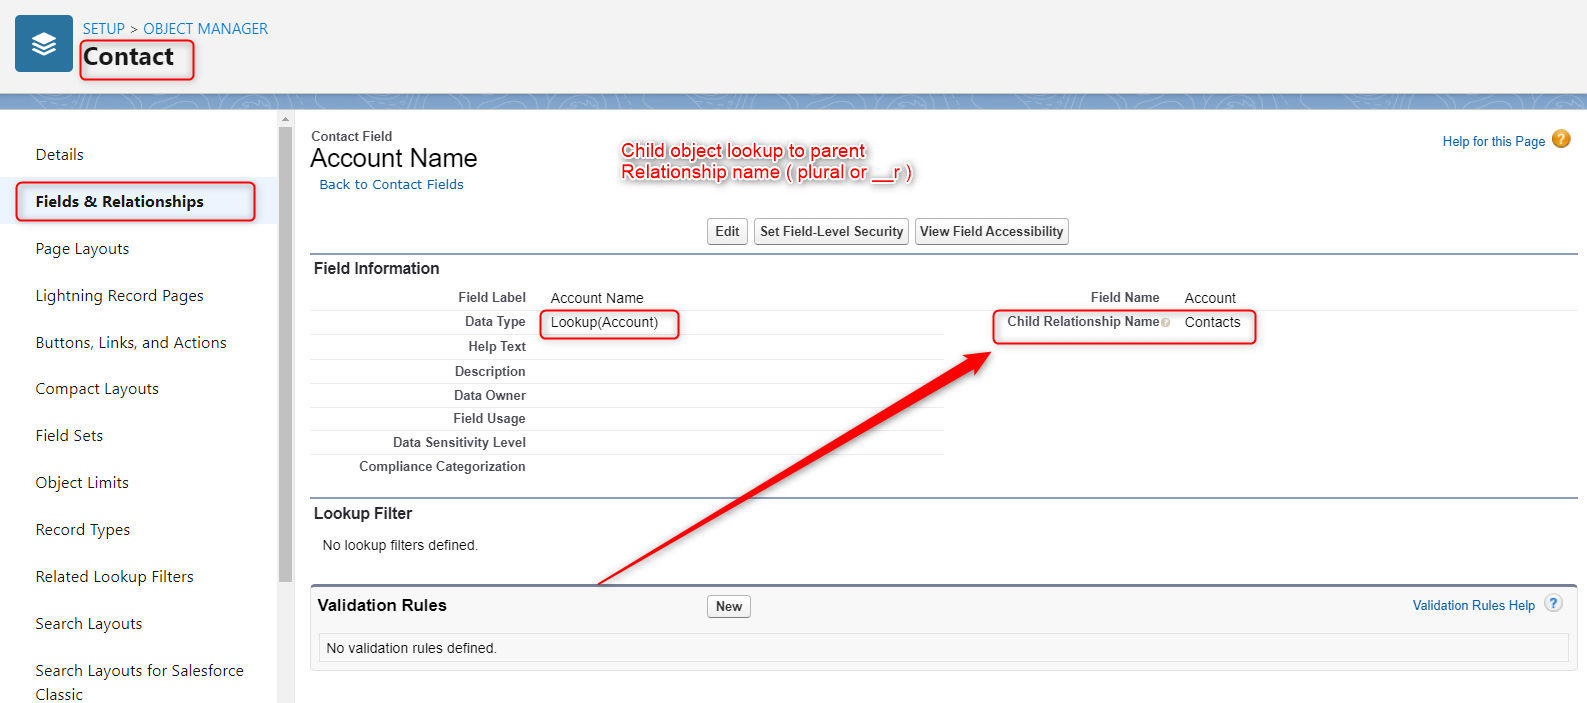 SETUP > OBJECT MANAGER
Contact
Details
Fields & Relationships
Page Layouts
Lightning Record Pages
Buttons, Links, and Actions
Compact Layouts
Field Sets
Object Limits
Record Types
Related Lookup Filters
Search Layouts
Search Layouts for Salesforce
Classic
Contact Field
Account Name
Back to Contact Fields
Child object lookup to parent
Relationship name ( plural or __r )
Help for this Page ?
Edit Set Field-Level Security View Field Accessibility
Field Information
Field Label Account Name Field Name Account
Data Type Lookup(Account) Child Relationship Name ? Contacts
Help Text
Description
Data Owner
Field Usage
Data Sensitivity Level
Compliance Categorization
Lookup Filter
No lookup filters defined.
Validation Rules New Validation Rules Help ?
No validation rules defined.